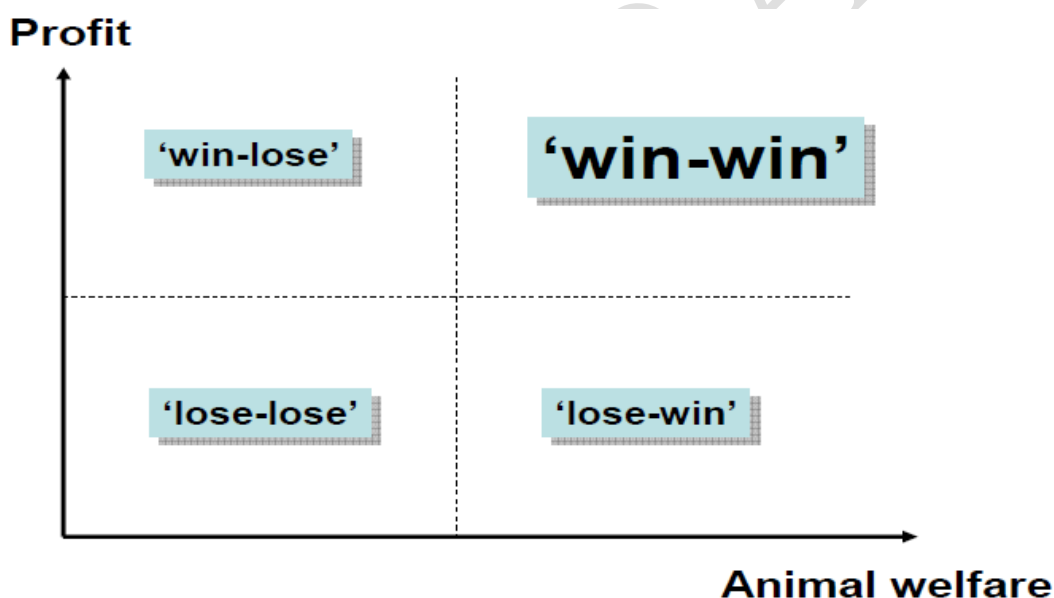 Profit
‘win-lose’
‘win-win’
‘lose-lose’
‘lose-win’
Animal welfare